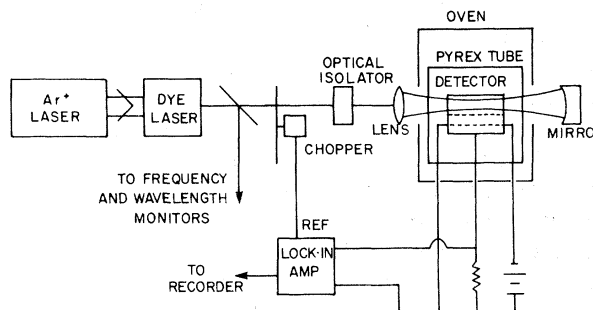 OVEN
OPTICAL
ISOLATOR
PYREX TUBE
DETECTOR
Ar+
LASER
DYE
LASER
LENS
MIRRO
CHOPPER
TO FREQUENCY
AND WAVELENGTH
MONITORS
REF
LOCK-IN
AMP
TO
RECORDER